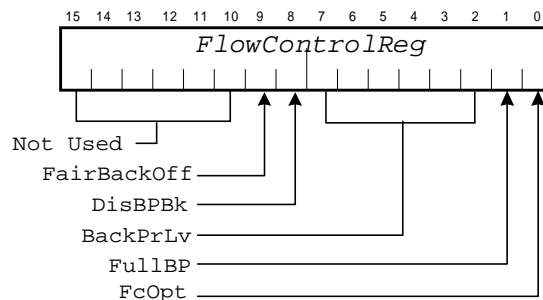 15 14 13 12 11 10 9 8 7 6 5 4 3 2 1 0
FlowControlReg
Not Used
FairBackOff
DisBPBk
BackPrLv
FullBP
FcOpt